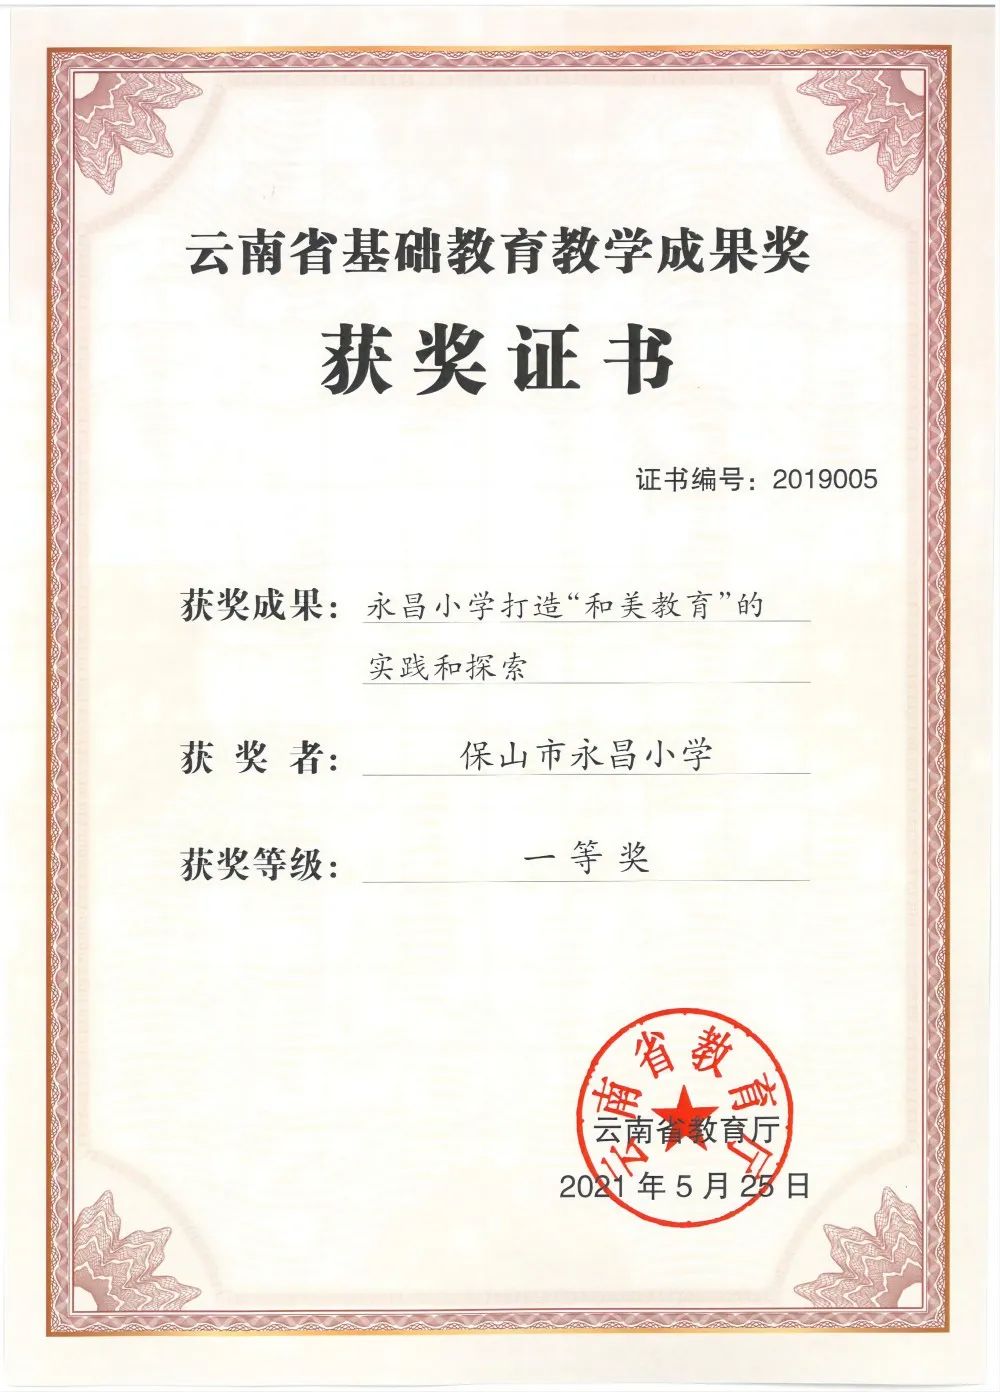 云南省基础教育教学成果奖
获奖证书
证书编号：2019005
获奖成果：永昌小学打造“和美教育”的
实践和探索
获奖者：保山市永昌小学
获奖等级：一等奖
云南省教育厅
云南省教育厅
2021年5月25日